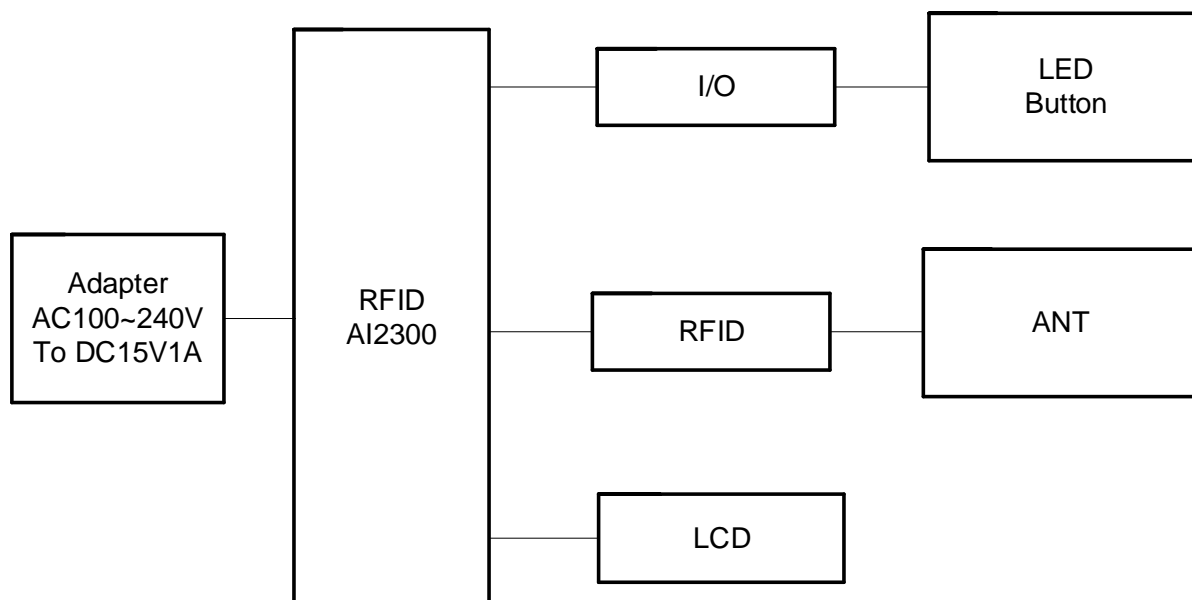 Adapter
AC100~240V
To DC15V1A
RFID
AI2300
I/O
LED
Button
RFID
ANT
LCD